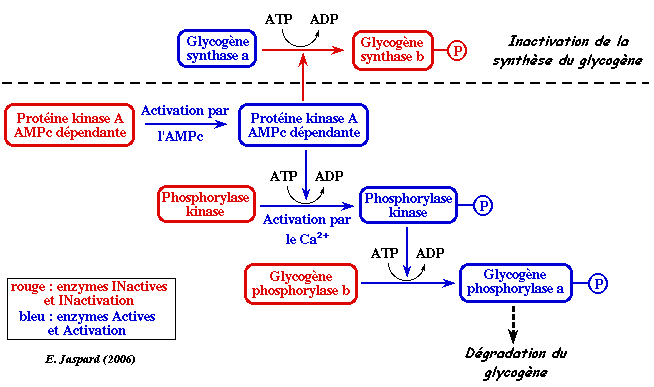 ATP ADP
Glycogène
synthase a
Glycogène
synthase b
P
Inactivation de la
synthèse du glycogène
Protéine kinase A
AMPc dépendante
Activation par
l'AMPc
Protéine kinase A
AMPc dépendante
ATP ADP
Phosphorylase
kinase
Activation par
le Ca2+
Phosphorylase
kinase
P
ATP ADP
Glycogène
phosphorylase b
Glycogène
phosphorylase a
P
rouge : enzymes INactives
et INactivation
bleu : enzymes Actives
et Activation
E. Jaspard (2006)
Dégradation du
glycogène